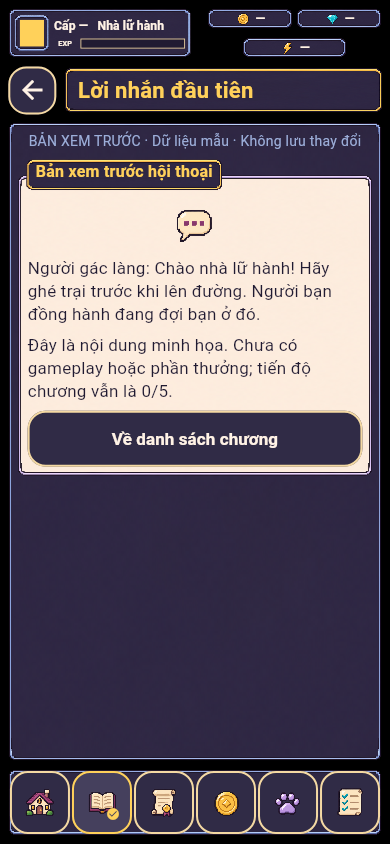 Cấp — Nhà lữ hành
EXP
—
—
—
Lời nhắn đầu tiên
BẢN XEM TRƯỚC · Dữ liệu mẫu · Không lưu thay đổi
Bản xem trước hội thoại
Người gác làng: Chào nhà lữ hành! Hãy
ghé trại trước khi lên đường. Người bạn
đồng hành đang đợi bạn ở đó.
Đây là nội dung minh họa. Chưa có
gameplay hoặc phần thưởng; tiến độ
chương vẫn là 0/5.
Về danh sách chương